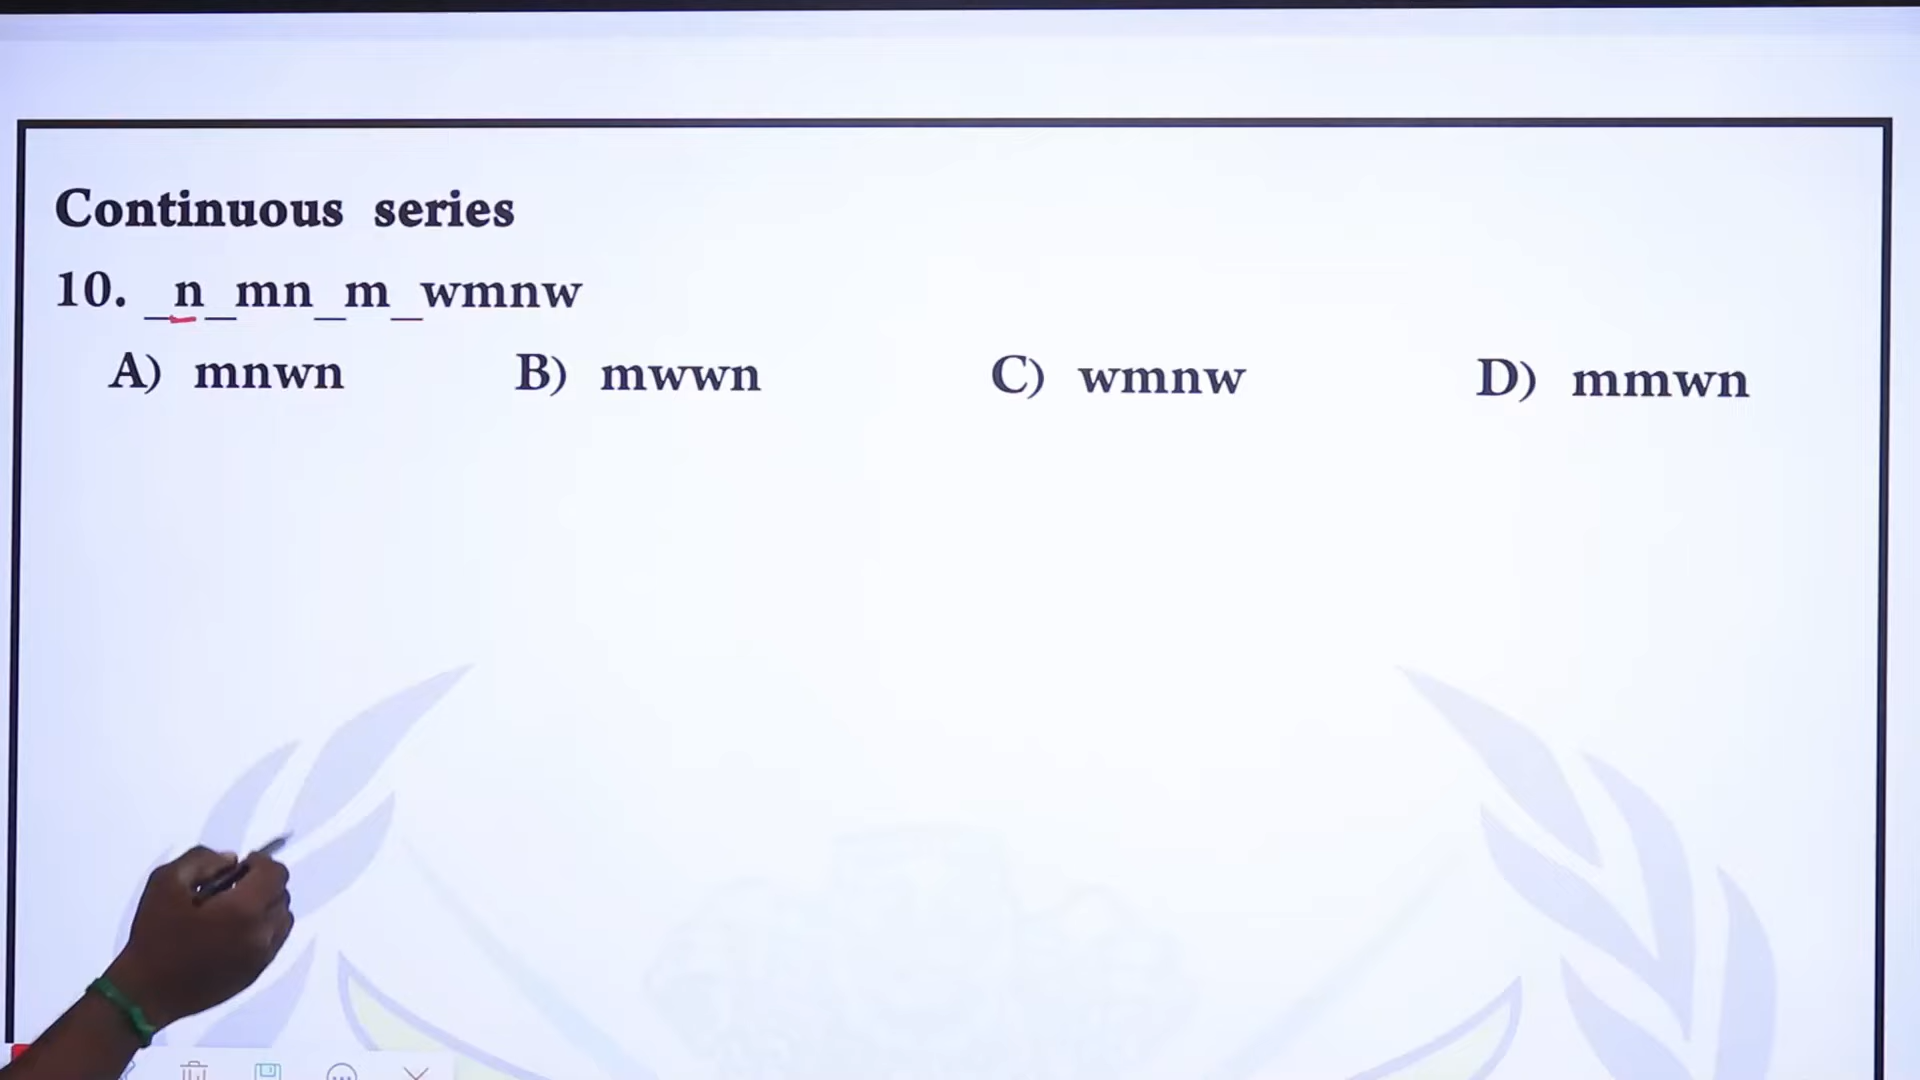 Continuous series
10. _n_mn_m_wmnw
A) mnwn B) mwwn C) wmnw D) mmwn